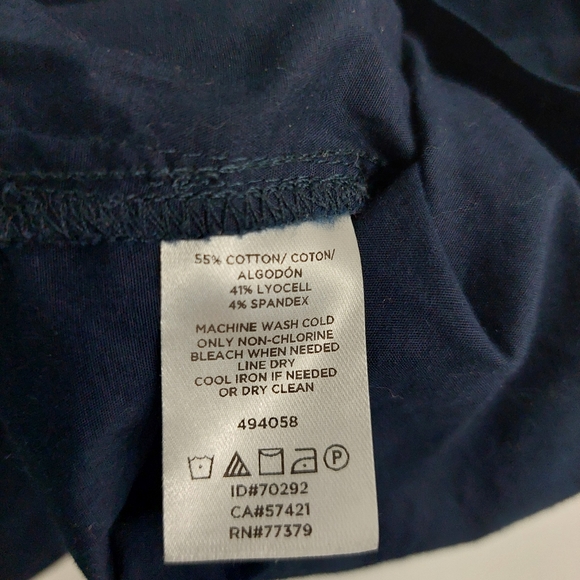 55% COTTON/ COTON/
ALGODÓN
41% LYOCELL
4% SPANDEX
MACHINE WASH COLD
ONLY NON-CHLORINE
BLEACH WHEN NEEDED
LINE DRY
COOL IRON IF NEEDED
OR DRY CLEAN
494058
P
ID#70292
CA#57421
RN#77379